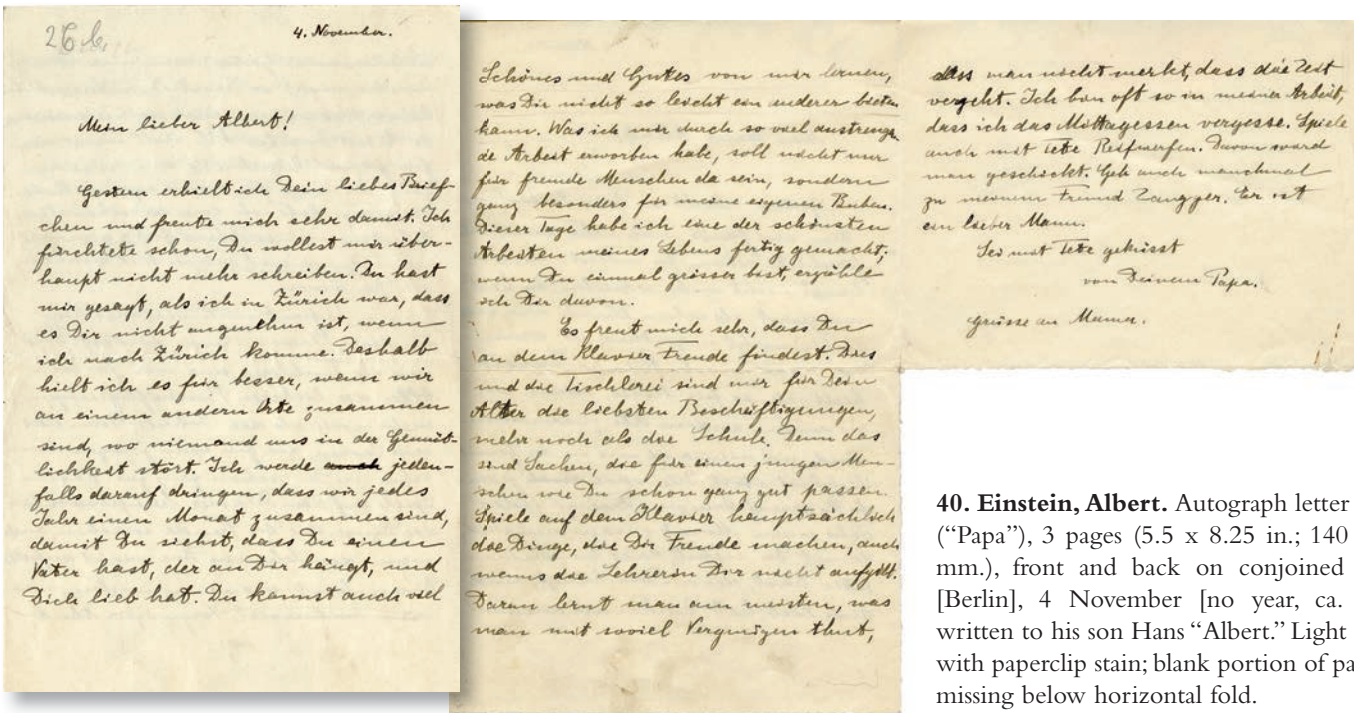 26 b.
4. November.
Mein lieber Albert!
Gestern erhielt ich Dein liebes Brief-
chen und freute mich sehr damit. Ich
fürchtete schon, Du wollest mir über-
haupt nicht mehr schreiben. Du hast
mir gesagt, als ich in Zürich war, dass
es Dir nicht angenehm ist, wenn
ich nach Zürich komme. Deshalb
hielt ich es für besser, wenn wir
an einem andern Orte zusammen
sind, wo niemand uns in der Gemüt-
lichkeit stört. Ich werde auch jeden-
falls darauf dringen, dass wir jedes
Jahr einen Monat zusammen sind,
damit Du siehst, dass Du einen
Vater hast, der an Dir hängt, und
Dich lieb hat. Du kannst auch viel
Schönes und Gutes von mir lernen,
was Dir nicht so leicht ein anderer bieten
kann. Was ich mir durch so viel anstrengen
de Arbeit erworben habe, soll nicht nur
für fremde Menschen da sein, sondern
ganz besonders für meine eigenen Buben.
Dieser Tage habe ich eine der schönsten
Arbeiten meines Lebens fertig gemacht;
wenn Du einmal grösser bist, erzähle
ich Dir davon.
Es freut mich sehr, dass Du
an dem Klavier Freude findest. Dies
und die Tischlerei sind mir für Dein
Alter die liebsten Beschäftigungen,
mehr noch als die Schule. Denn das
sind Sachen, die für einen jungen Men-
schen wie Du schon ganz gut passen.
Spiele auf dem Klavier hauptsächlich
die Dinge, die Dir Freude machen, auch
wenns die Lehrerin Dir nicht aufgibt.
Daran lernt man am meisten, was
man mit soviel Vergnügen thut,
dass man nicht merkt, dass die Zeit
vergeht. Ich bin oft so in meiner Arbeit,
dass ich das Mittagessen vergesse. Spiele
auch mit Tete Reifwerfen. Davon ward
man geschickt. Geh auch manchmal
zu meinem Freund Zangger. Er ist
ein lieber Mann.
Sei mit Tete geküsst
von Deinem Papa.
Grüsse an Mama.
40. Einstein, Albert. Autograph letter
(“Papa”), 3 pages (5.5 x 8.25 in.; 140
mm.), front and back on conjoined
[Berlin], 4 November [no year, ca.
written to his son Hans “Albert.” Light
with paperclip stain; blank portion of pa
missing below horizontal fold.